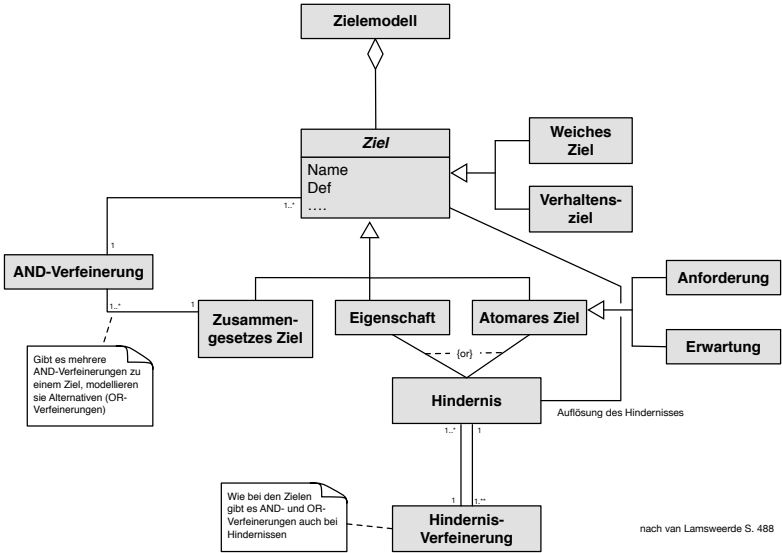 Zielemodell
Ziel
Name
Def
....
Weiches
Ziel
Verhaltens-
ziel
1..*
1
AND-Verfeinerung
1..*
1
Zusammen-
gesetzes Ziel
Eigenschaft
Atomares Ziel
Anforderung
Erwartung
Gibt es mehrere
AND-Verfeinerungen zu
einem Ziel, modellieren
sie Alternativen (OR-
Verfeinerungen)
{or}
Hindernis
Auflösung des Hindernisses
1..*
1
1
1..**
Wie bei den Zielen
gibt es AND- und OR-
Verfeinerungen auch bei
Hindernissen
Hindernis-
Verfeinerung
nach van Lamsweerde S. 488